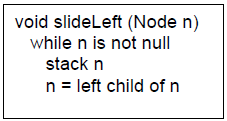 void slideLeft (Node n)
while n is not null
stack n
n = left child of n